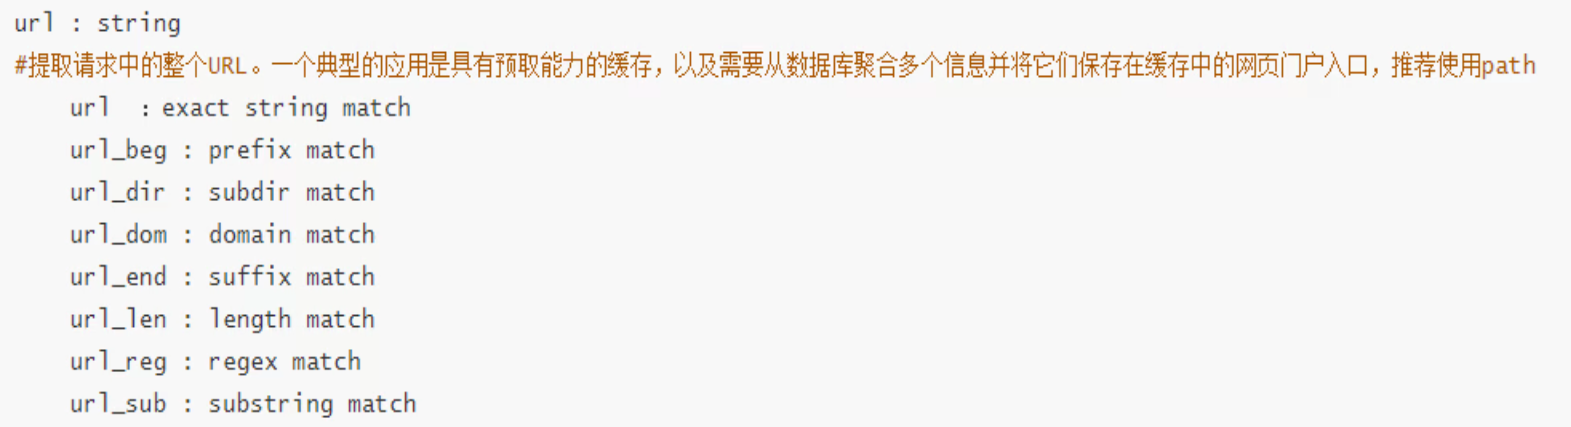 url : string
#提取请求中的整个URL。一个典型的应用是具有预取能力的缓存，以及需要从数据库聚合多个信息并将它们保存在缓存中的网页门户入口，推荐使用path
url  : exact string match
url_beg : prefix match
url_dir : subdir match
url_dom : domain match
url_end : suffix match
url_len : length match
url_reg : regex match
url_sub : substring match